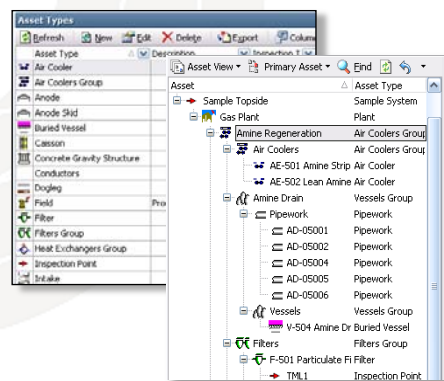 Asset Types
Refresh New Edit Delete Export Colum
Asset Type Description Inspection T
Air Cooler
Air Coolers Group
Anode
Anode Skid
Buried Vessel
Caisson
Concrete Gravity Structure
Conductors
Dogleg
Field Pro
Filter
Filters Group
Heat Exchangers Group
Inspection Point
Intake
Asset View Primary Asset Find
Asset Asset Type
Sample Topside Sample System
Gas Plant Plant
Amine Regeneration Air Coolers Group
Air Coolers Air Coolers Group
AE-501 Amine Strip Air Cooler
AE-502 Lean Amine Air Cooler
Amine Drain Vessels Group
Pipework Pipework
AD-05001 Pipework
AD-05002 Pipework
AD-05004 Pipework
AD-05005 Pipework
AD-05006 Pipework
Vessels Vessels Group
V-504 Amine Dr Buried Vessel
Filters Filters Group
F-501 Particulate Fi Filter
TML1 Inspection Point